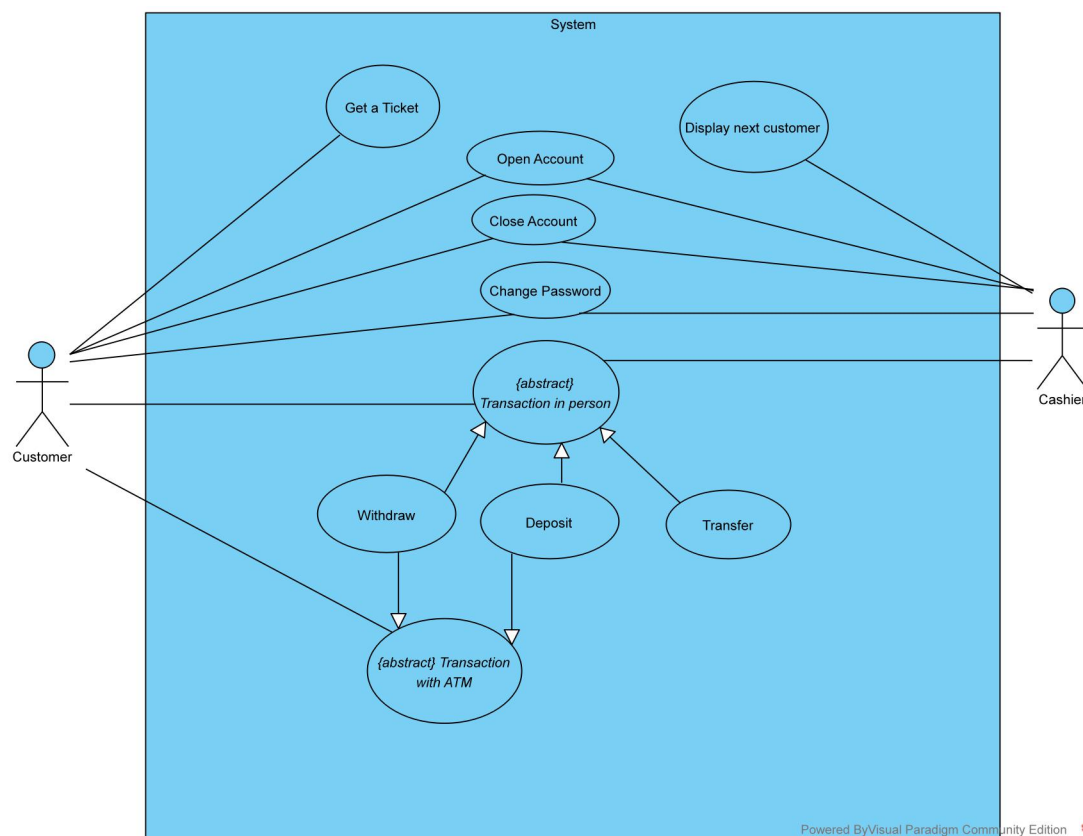 System
Get a Ticket
Display next customer
Open Account
Close Account
Change Password
Customer
Cashier
{abstract}
Transaction in person
Withdraw
Deposit
Transfer
{abstract} Transaction
with ATM
Powered ByVisual Paradigm Community Edition